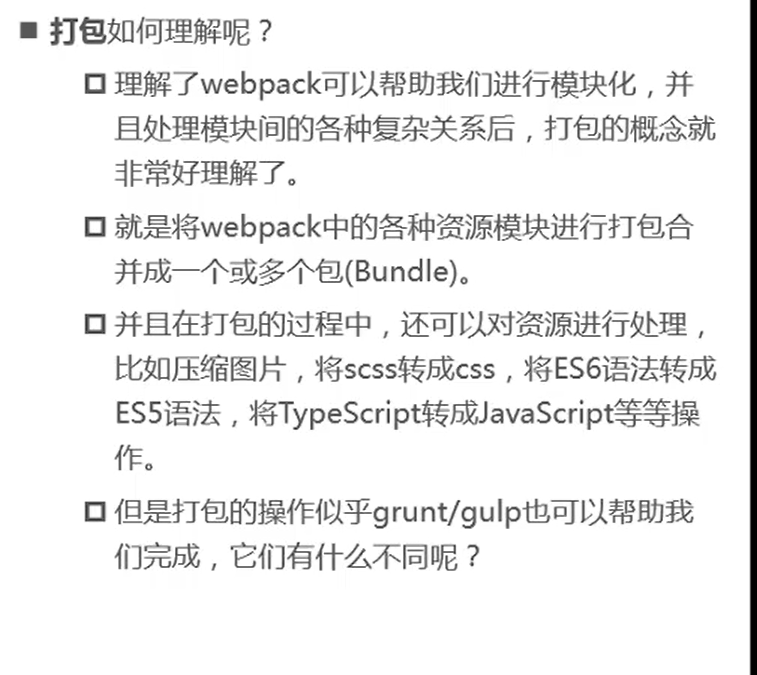 打包如何理解呢？
理解了webpack可以帮助我们进行模块化，并
且处理模块间的各种复杂关系后，打包的概念就
非常好理解了。
就是将webpack中的各种资源模块进行打包合
并成一个或多个包(Bundle)。
并且在打包的过程中，还可以对资源进行处理，
比如压缩图片，将scss转成css，将ES6语法转成
ES5语法，将TypeScript转成JavaScript等等操
作。
但是打包的操作似乎grunt/gulp也可以帮助我
们完成，它们有什么不同呢？